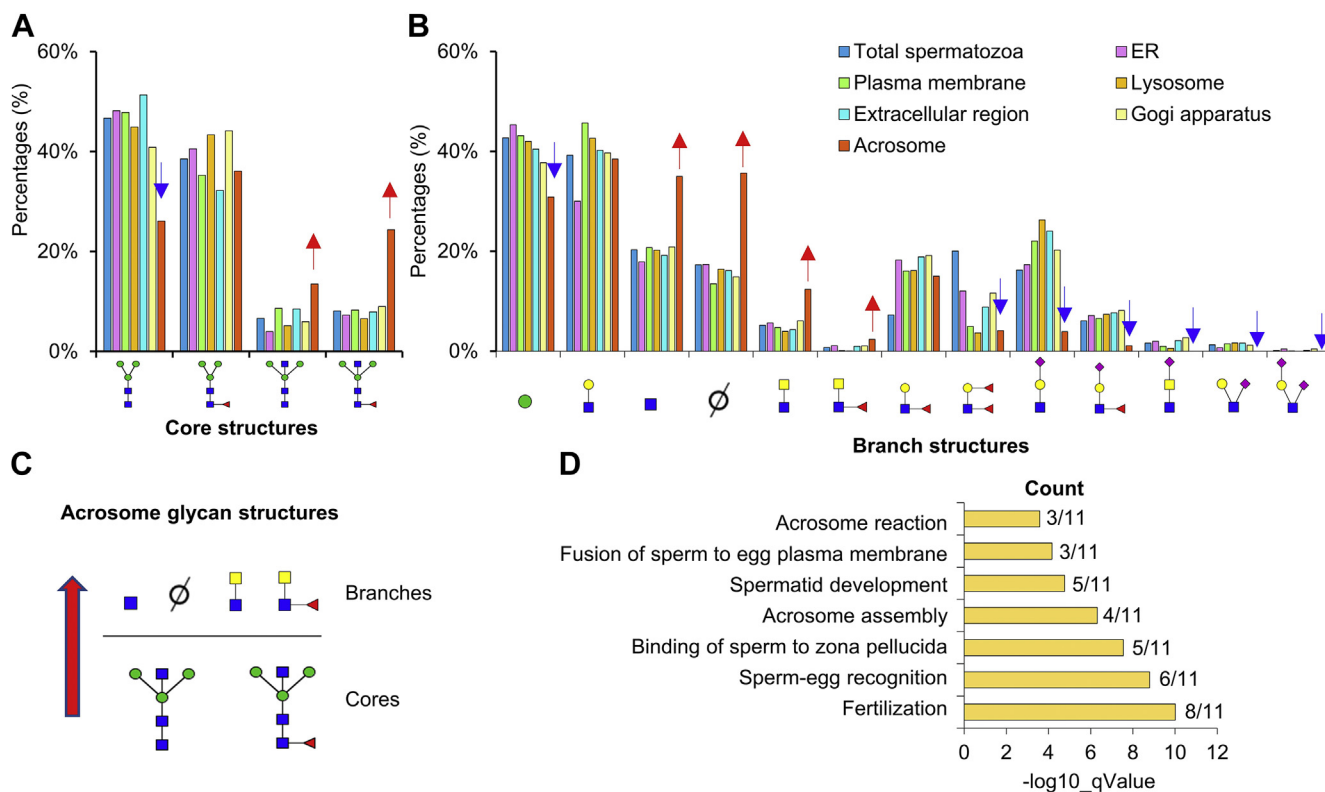 A
60%
40%
20%
0%
Percentages (%)
Core structures
B
60%
40%
20%
0%
Percentages (%)
Total spermatozoa
Plasma membrane
Extracellular region
Acrosome
ER
Lysosome
Gogi apparatus
Branch structures
C
Acrosome glycan structures
Branches
Cores
D
Count
Acrosome reaction 3/11
Fusion of sperm to egg plasma membrane 3/11
Spermatid development 5/11
Acrosome assembly 4/11
Binding of sperm to zona pellucida 5/11
Sperm-egg recognition 6/11
Fertilization 8/11
0 2 4 6 8 10 12
-log10_qValue